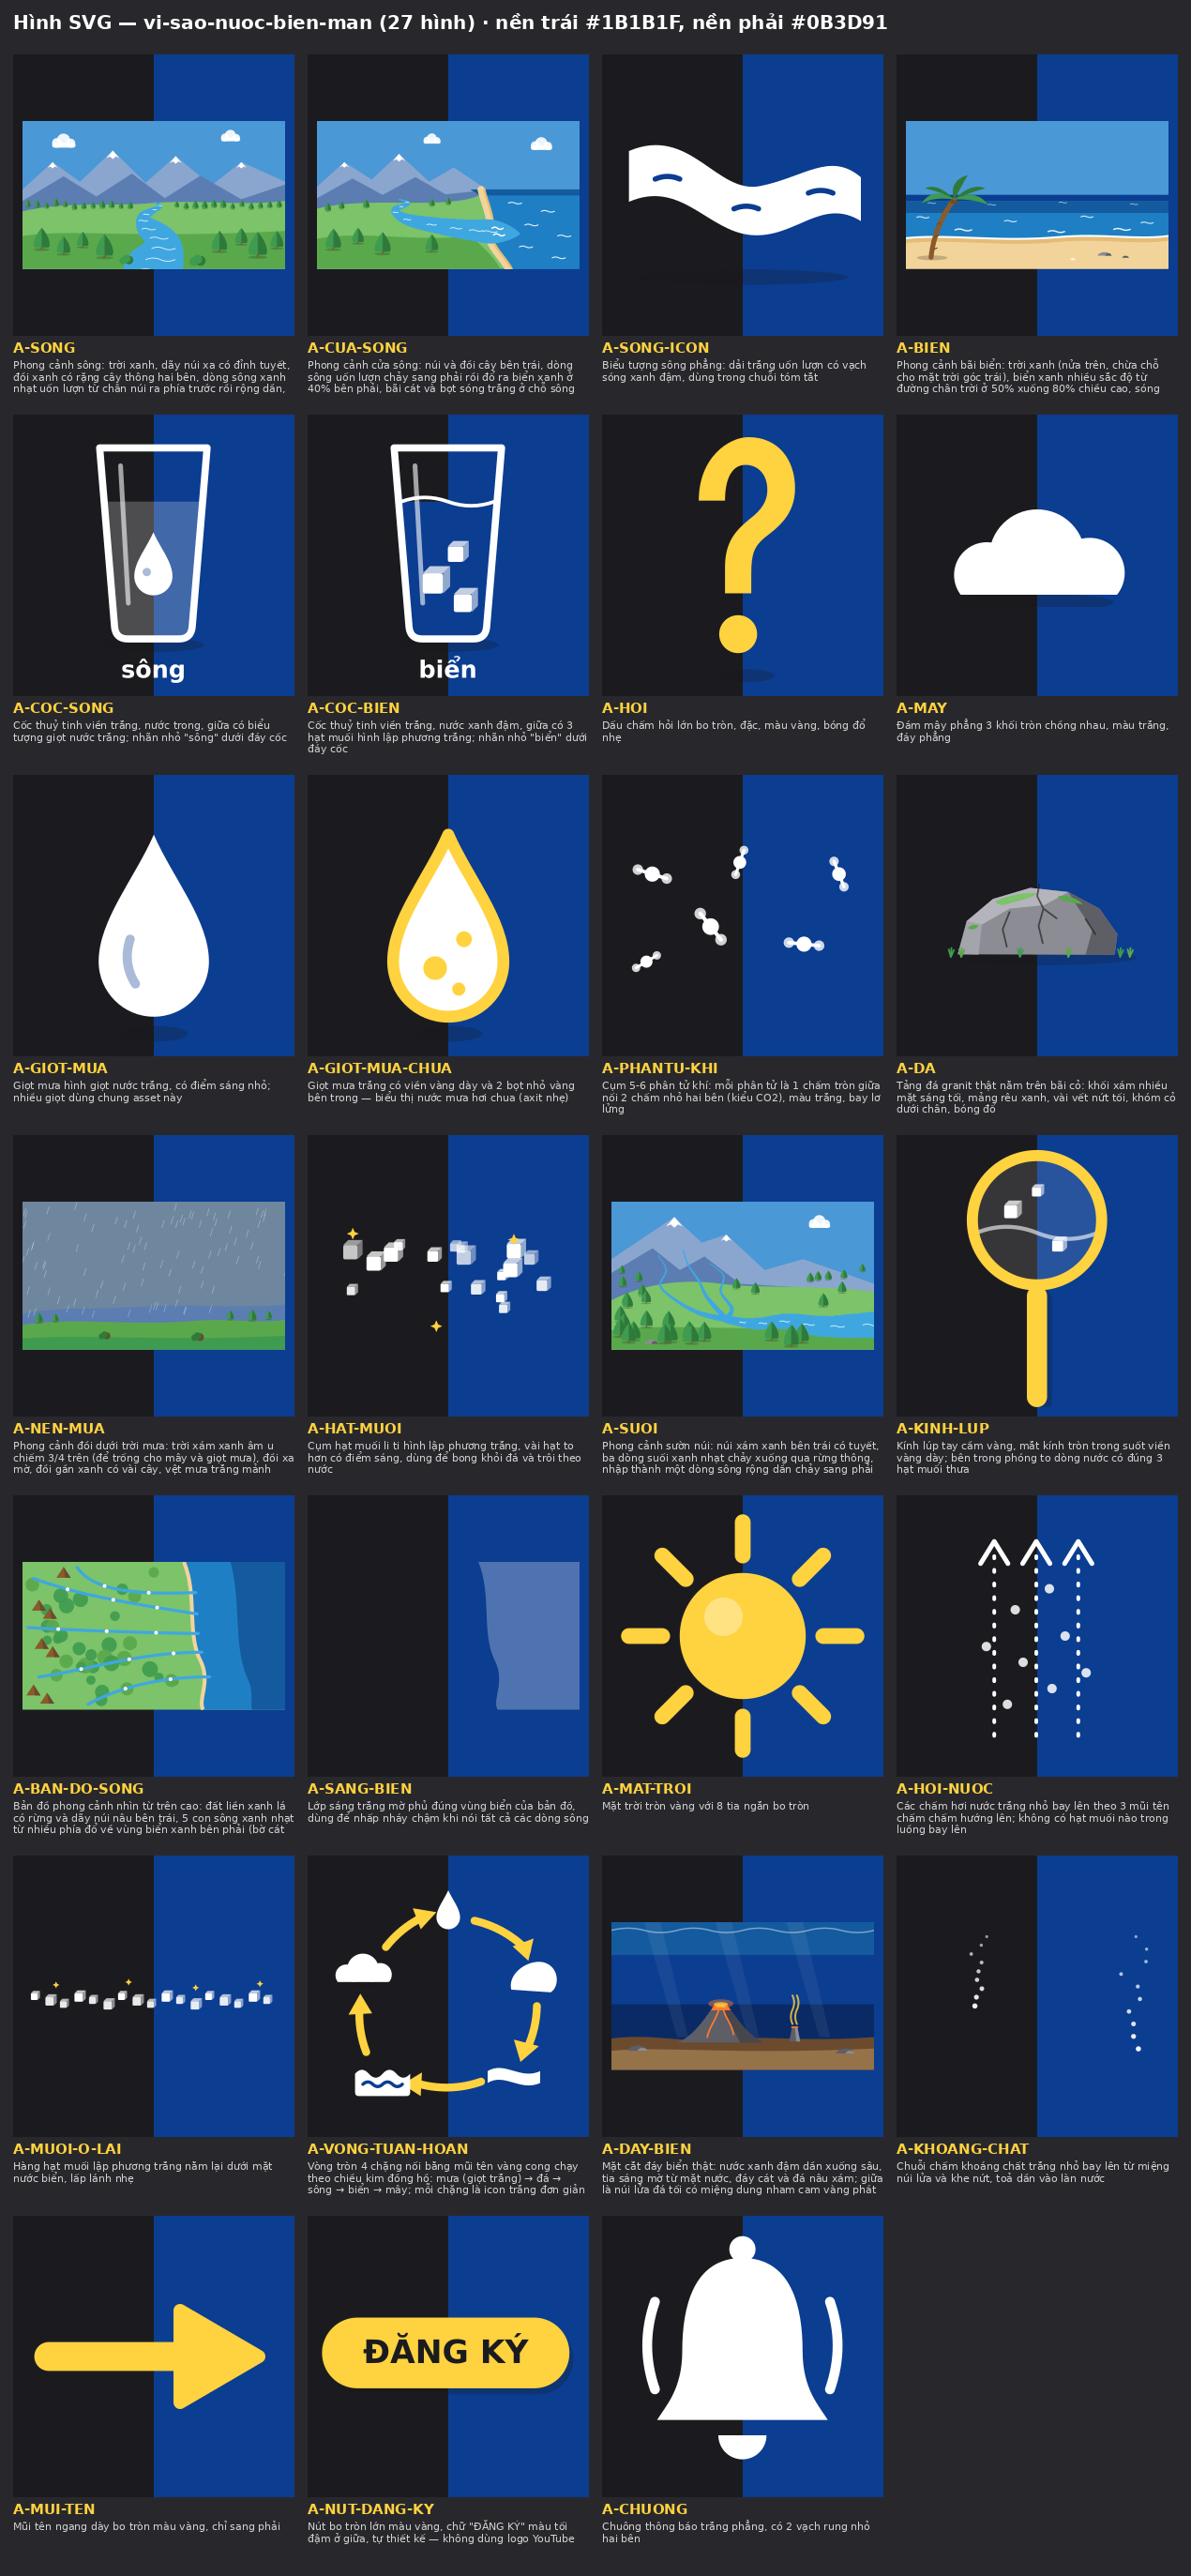 Hình SVG — vi-sao-nuoc-bien-man (27 hình) · nền trái #1B1B1F, nền phải #0B3D91
A-SONG
Phong cảnh sông: trời xanh, dãy núi xa có đỉnh tuyết,
đồi xanh có rặng cây thông hai bên, dòng sông xanh
nhạt uốn lượn từ chân núi ra phía trước rồi rộng dần,
A-CUA-SONG
Phong cảnh cửa sông: núi và đồi cây bên trái, dòng
sông uốn lượn chảy sang phải rồi đổ ra biển xanh ở
40% bên phải, bãi cát và bọt sóng trắng ở chỗ sông
A-SONG-ICON
Biểu tượng sông phẳng: dải trắng uốn lượn có vạch
sóng xanh đậm, dùng trong chuỗi tóm tắt
A-BIEN
Phong cảnh bãi biển: trời xanh (nửa trên, chừa chỗ
cho mặt trời góc trái), biển xanh nhiều sắc độ từ
đường chân trời ở 50% xuống 80% chiều cao, sóng
sông
biển
A-COC-SONG
Cốc thuỷ tinh viền trắng, nước trong, giữa có biểu
tượng giọt nước trắng; nhãn nhỏ "sông" dưới đáy cốc
A-COC-BIEN
Cốc thuỷ tinh viền trắng, nước xanh đậm, giữa có 3
hạt muối hình lập phương trắng; nhãn nhỏ "biển" dưới
đáy cốc
A-HOI
Dấu chấm hỏi lớn bo tròn, đặc, màu vàng, bóng đổ
nhẹ
A-MAY
Đám mây phẳng 3 khối tròn chồng nhau, màu trắng,
đáy phẳng
A-GIOT-MUA
Giọt mưa hình giọt nước trắng, có điểm sáng nhỏ;
nhiều giọt dùng chung asset này
A-GIOT-MUA-CHUA
Giọt mưa trắng có viền vàng dày và 2 bọt nhỏ vàng
bên trong — biểu thị nước mưa hơi chua (axit nhẹ)
A-PHANTU-KHI
Cụm 5-6 phân tử khí: mỗi phân tử là 1 chấm tròn giữa
nối 2 chấm nhỏ hai bên (kiểu CO2), màu trắng, bay lơ
lửng
A-DA
Tảng đá granit thật nằm trên bãi cỏ: khối xám nhiều
mặt sáng tối, mảng rêu xanh, vài vết nứt tối, khóm cỏ
dưới chân, bóng đổ
A-NEN-MUA
Phong cảnh đồi dưới trời mưa: trời xám xanh âm u
chiếm 3/4 trên (để trống cho mây và giọt mưa), đồi xa
mờ, đồi gần xanh có vài cây, vệt mưa trắng mảnh
A-HAT-MUOI
Cụm hạt muối li ti hình lập phương trắng, vài hạt to
hơn có điểm sáng, dùng để bong khỏi đá và trôi theo
nước
A-SUOI
Phong cảnh sườn núi: núi xám xanh bên trái có tuyết,
ba dòng suối xanh nhạt chảy xuống qua rừng thông,
nhập thành một dòng sông rộng dần chảy sang phải
A-KINH-LUP
Kính lúp tay cầm vàng, mắt kính tròn trong suốt viền
vàng dày; bên trong phóng to dòng nước có đúng 3
hạt muối thưa
A-BAN-DO-SONG
Bản đồ phong cảnh nhìn từ trên cao: đất liền xanh lá
có rừng và dãy núi nâu bên trái, 5 con sông xanh nhạt
từ nhiều phía đổ về vùng biển xanh bên phải (bờ cát
A-SANG-BIEN
Lớp sáng trắng mờ phủ đúng vùng biển của bản đồ,
dùng để nhấp nháy chậm khi nói tất cả các dòng sông
A-MAT-TROI
Mặt trời tròn vàng với 8 tia ngắn bo tròn
A-HOI-NUOC
Các chấm hơi nước trắng nhỏ bay lên theo 3 mũi tên
chấm chấm hướng lên; không có hạt muối nào trong
luồng bay lên
A-MUOI-O-LAI
Hàng hạt muối lập phương trắng nằm lại dưới mặt
nước biển, lấp lánh nhẹ
A-VONG-TUAN-HOAN
Vòng tròn 4 chặng nối bằng mũi tên vàng cong chạy
theo chiều kim đồng hồ: mưa (giọt trắng) → đá →
sông → biển → mây; mỗi chặng là icon trắng đơn giản
A-DAY-BIEN
Mặt cắt đáy biển thật: nước xanh đậm dần xuống sâu,
tia sáng mờ từ mặt nước, đáy cát và đá nâu xám; giữa
là núi lửa đá tối có miệng dung nham cam vàng phát
A-KHOANG-CHAT
Chuỗi chấm khoáng chất trắng nhỏ bay lên từ miệng
núi lửa và khe nứt, toả dần vào làn nước
ĐĂNG KÝ
A-MUI-TEN
Mũi tên ngang dày bo tròn màu vàng, chỉ sang phải
A-NUT-DANG-KY
Nút bo tròn lớn màu vàng, chữ "ĐĂNG KÝ" màu tối
đậm ở giữa, tự thiết kế — không dùng logo YouTube
A-CHUONG
Chuông thông báo trắng phẳng, có 2 vạch rung nhỏ
hai bên